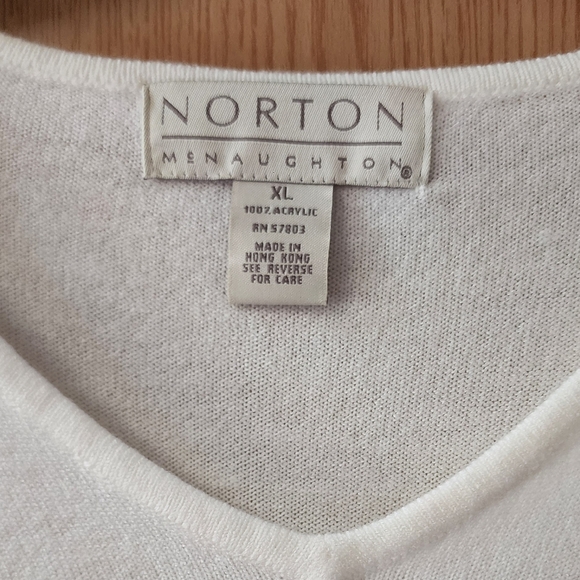 NORTON
McNAUGHTON®
XL
100% ACRYLIC
RN 57803
MADE IN
HONG KONG
SEE REVERSE
FOR CARE